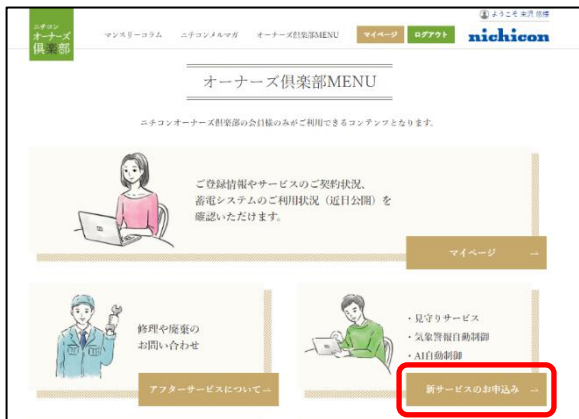 ようこそ
ニチコン
オーナーズ
倶楽部
マンスリーコラム
ニチコンメルマガ
オーナーズ倶楽部MENU
マイページ
ログアウト
nichicon
オーナーズ倶楽部MENU
ニチコンオーナーズ倶楽部の会員様のみがご利用できるコンテンツとなります。
ご登録情報やサービスのご契約状況、
蓄電システムのご利用状況（近日公開）を
確認いただけます。
マイページ →
修理や廃棄の
お問い合わせ
アフターサービスについて →
・見守りサービス
・気象警報自動制御
・AI自動制御
新サービスのお申込み →